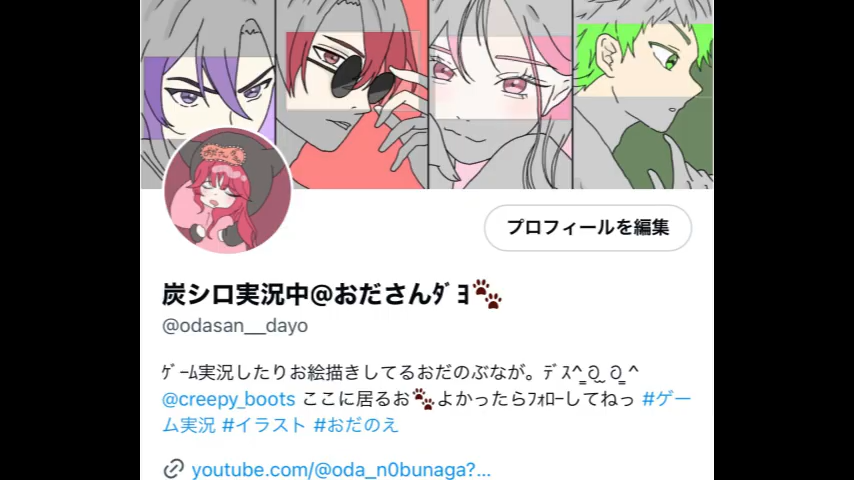 プロフィールを編集
炭シロ実況中@おださんﾀﾞﾖ🐾
@odasan__dayo
ｹﾞｰﾑ実況したりお絵描きしてるおだのぶなが。ﾃﾞｽ^⌯ᘏ̫ ᘏ⌯^
@creepy_boots ここに居るお🐾よかったらﾌｫﾛｰしてねっ #ゲー
ム実況 #イラスト #おだのえ
youtube.com/@oda_n0bunaga?...